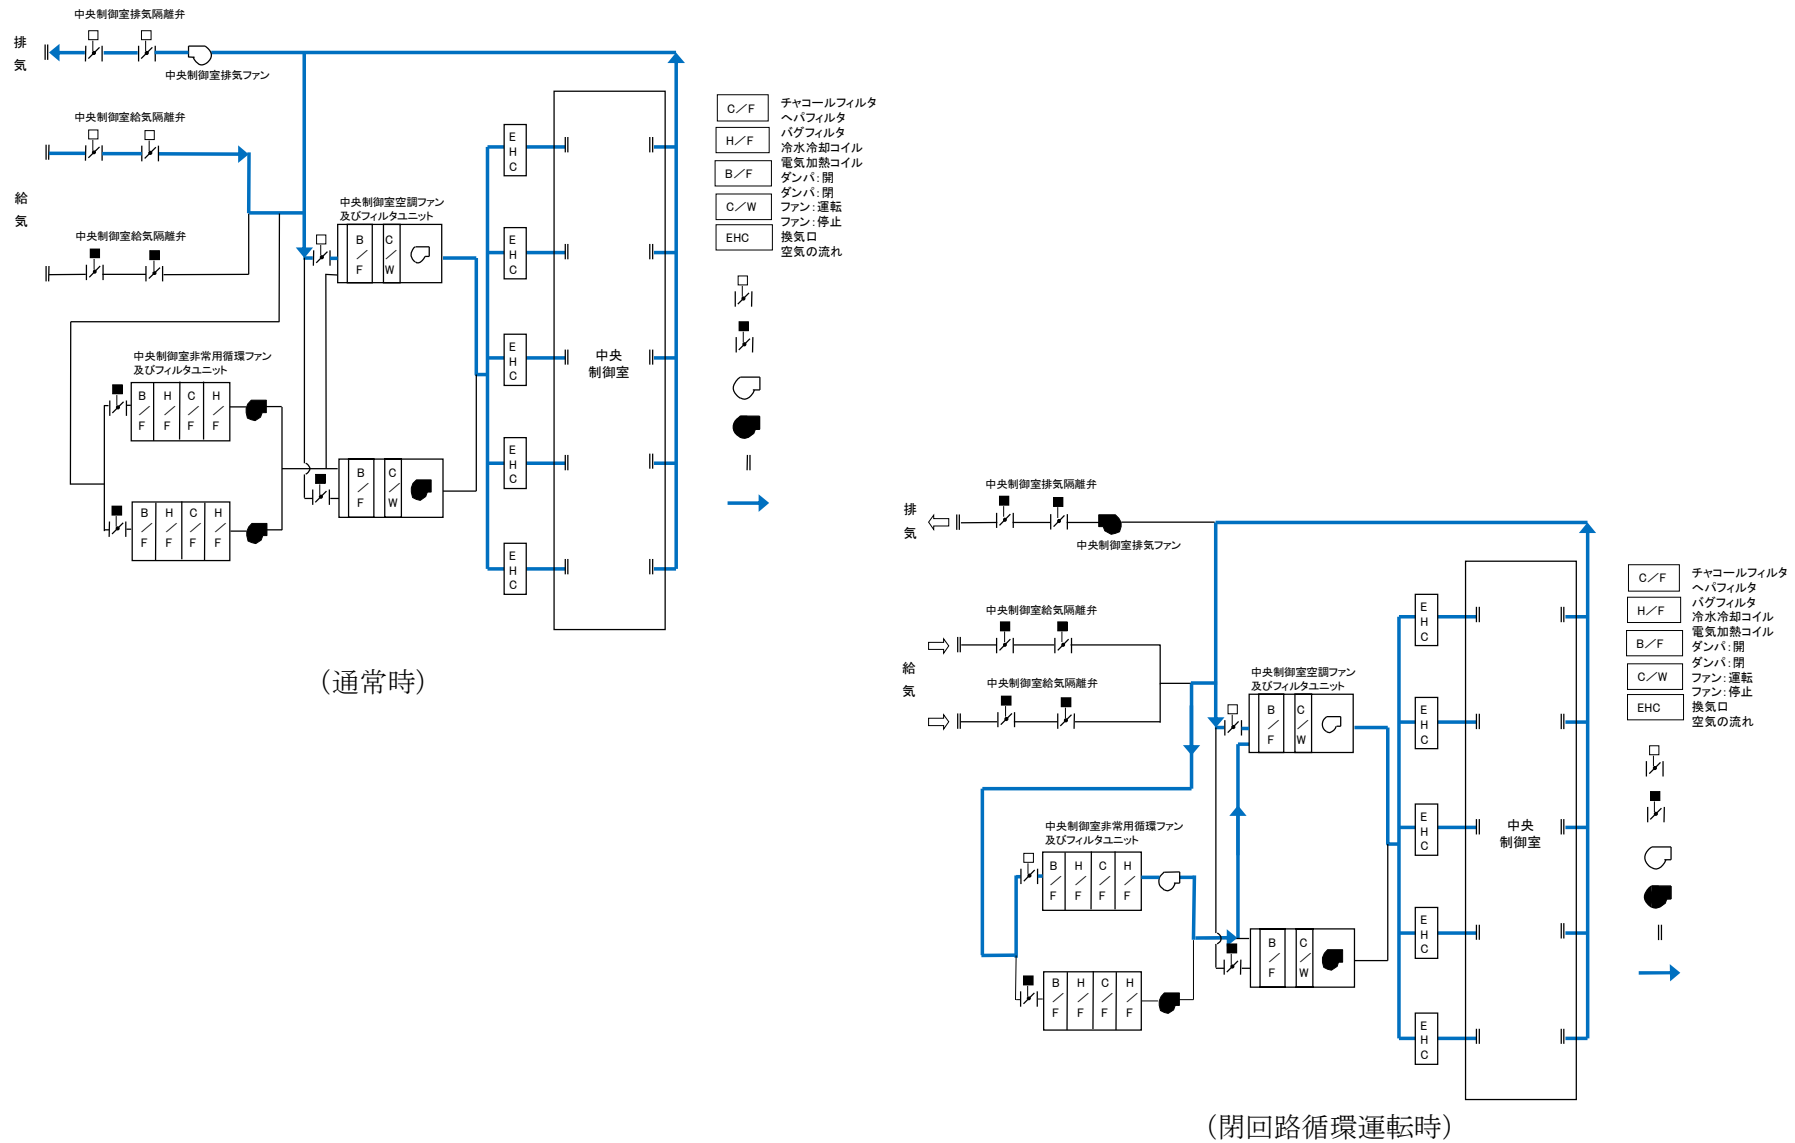 中央制御室排気隔離弁
排
気
中央制御室排気ファン
中央制御室給気隔離弁
給
気
中央制御室給気隔離弁
中央制御室空調ファン
及びフィルタユニット
B/F
C/W
中央制御室非常用循環ファン
及びフィルタユニット
B/F
H/F
C/F
H/F
B/F
C/W
B/F
H/F
C/F
H/F
EHC
EHC
EHC
EHC
EHC
中央
制御室
C/F
H/F
B/F
C/W
EHC
チャコールフィルタ
ヘパフィルタ
バグフィルタ
冷水冷却コイル
電気加熱コイル
ダンパ:開
ダンパ:閉
ファン:運転
ファン:停止
換気口
空気の流れ
(通常時)
中央制御室排気隔離弁
排
気
中央制御室排気ファン
中央制御室給気隔離弁
給
気
中央制御室給気隔離弁
中央制御室空調ファン
及びフィルタユニット
B/F
C/W
中央制御室非常用循環ファン
及びフィルタユニット
B/F
H/F
C/F
H/F
B/F
C/W
B/F
H/F
C/F
H/F
EHC
EHC
EHC
EHC
EHC
中央
制御室
C/F
H/F
B/F
C/W
EHC
チャコールフィルタ
ヘパフィルタ
バグフィルタ
冷水冷却コイル
電気加熱コイル
ダンパ:開
ダンパ:閉
ファン:運転
ファン:停止
換気口
空気の流れ
(閉回路循環運転時)